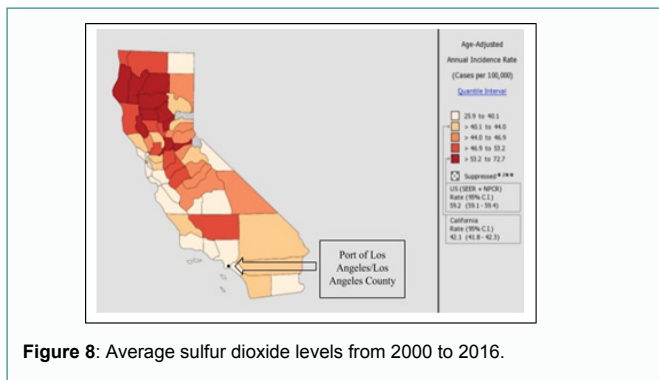 Age-Adjusted
Annual Incidence Rate
(Cases per 100,000)
Quantile Interval
25.9 to 40.1
> 40.1 to 44.0
> 44.0 to 46.9
> 46.9 to 53.2
> 53.2 to 72.7
Suppressed */**
US (SEER + NPCR)
Rate (95% C.I.)
59.2 (59.1 - 59.4)
California
Rate (95% C.I.)
42.1 (41.8 - 42.3)
Port of Los
Angeles/Los
Angeles County
Figure 8: Average sulfur dioxide levels from 2000 to 2016.